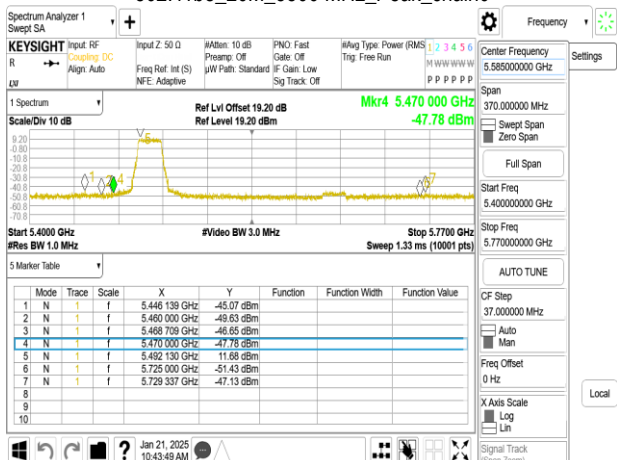 Spectrum Analyzer 1
Swept SA
Frequency
Settings
KEYSIGHT
R
Input: RF
Coupling: DC
Align: Auto
Input Z: 50 Ω
Freq Ref: Int (S)
NFE: Adaptive
#Atten: 10 dB
Preamp: Off
µW Path: Standard
PNO: Fast
Gate: Off
IF Gain: Low
Sig Track: Off
#Avg Type: Power (RMS
Trig: Free Run
1 2 3 4 5 6
M W W W W W
P P P P P P
1 Spectrum
Scale/Div 10 dB
Ref Lvl Offset 19.20 dB
Ref Level 19.20 dBm
Mkr4 5.470 000 GHz
-47.78 dBm
9.20
-0.80
-10.8
-20.8
-30.8
-40.8
-50.8
-60.8
-70.8
1
4
5
7
Start 5.4000 GHz
#Res BW 1.0 MHz
#Video BW 3.0 MHz
Stop 5.7700 GHz
Sweep 1.33 ms (10001 pts)
5 Marker Table
Mode Trace Scale X Y Function Function Width Function Value
1 N 1 f 5.446 139 GHz -45.07 dBm
2 N 1 f 5.460 000 GHz -49.63 dBm
3 N 1 f 5.468 709 GHz -46.65 dBm
4 N 1 f 5.470 000 GHz -47.78 dBm
5 N 1 f 5.492 130 GHz 11.68 dBm
6 N 1 f 5.725 000 GHz -51.43 dBm
7 N 1 f 5.729 337 GHz -47.13 dBm
8
9
10
Jan 21, 2025
10:43:49 AM
Center Frequency
5.585000000 GHz
Span
370.000000 MHz
Swept Span
Zero Span
Full Span
Start Freq
5.400000000 GHz
Stop Freq
5.770000000 GHz
AUTO TUNE
CF Step
37.000000 MHz
Auto
Man
Freq Offset
0 Hz
X Axis Scale
Log
Lin
Signal Track
Local